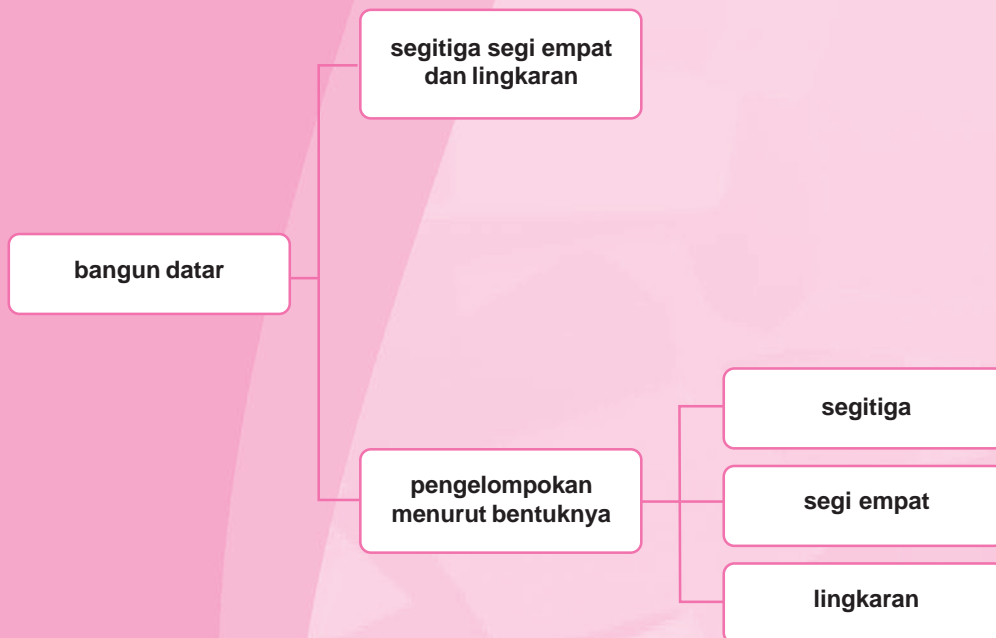 segitiga segi empat
dan lingkaran
bangun datar
segitiga
pengelompokan
menurut bentuknya
segi empat
lingkaran